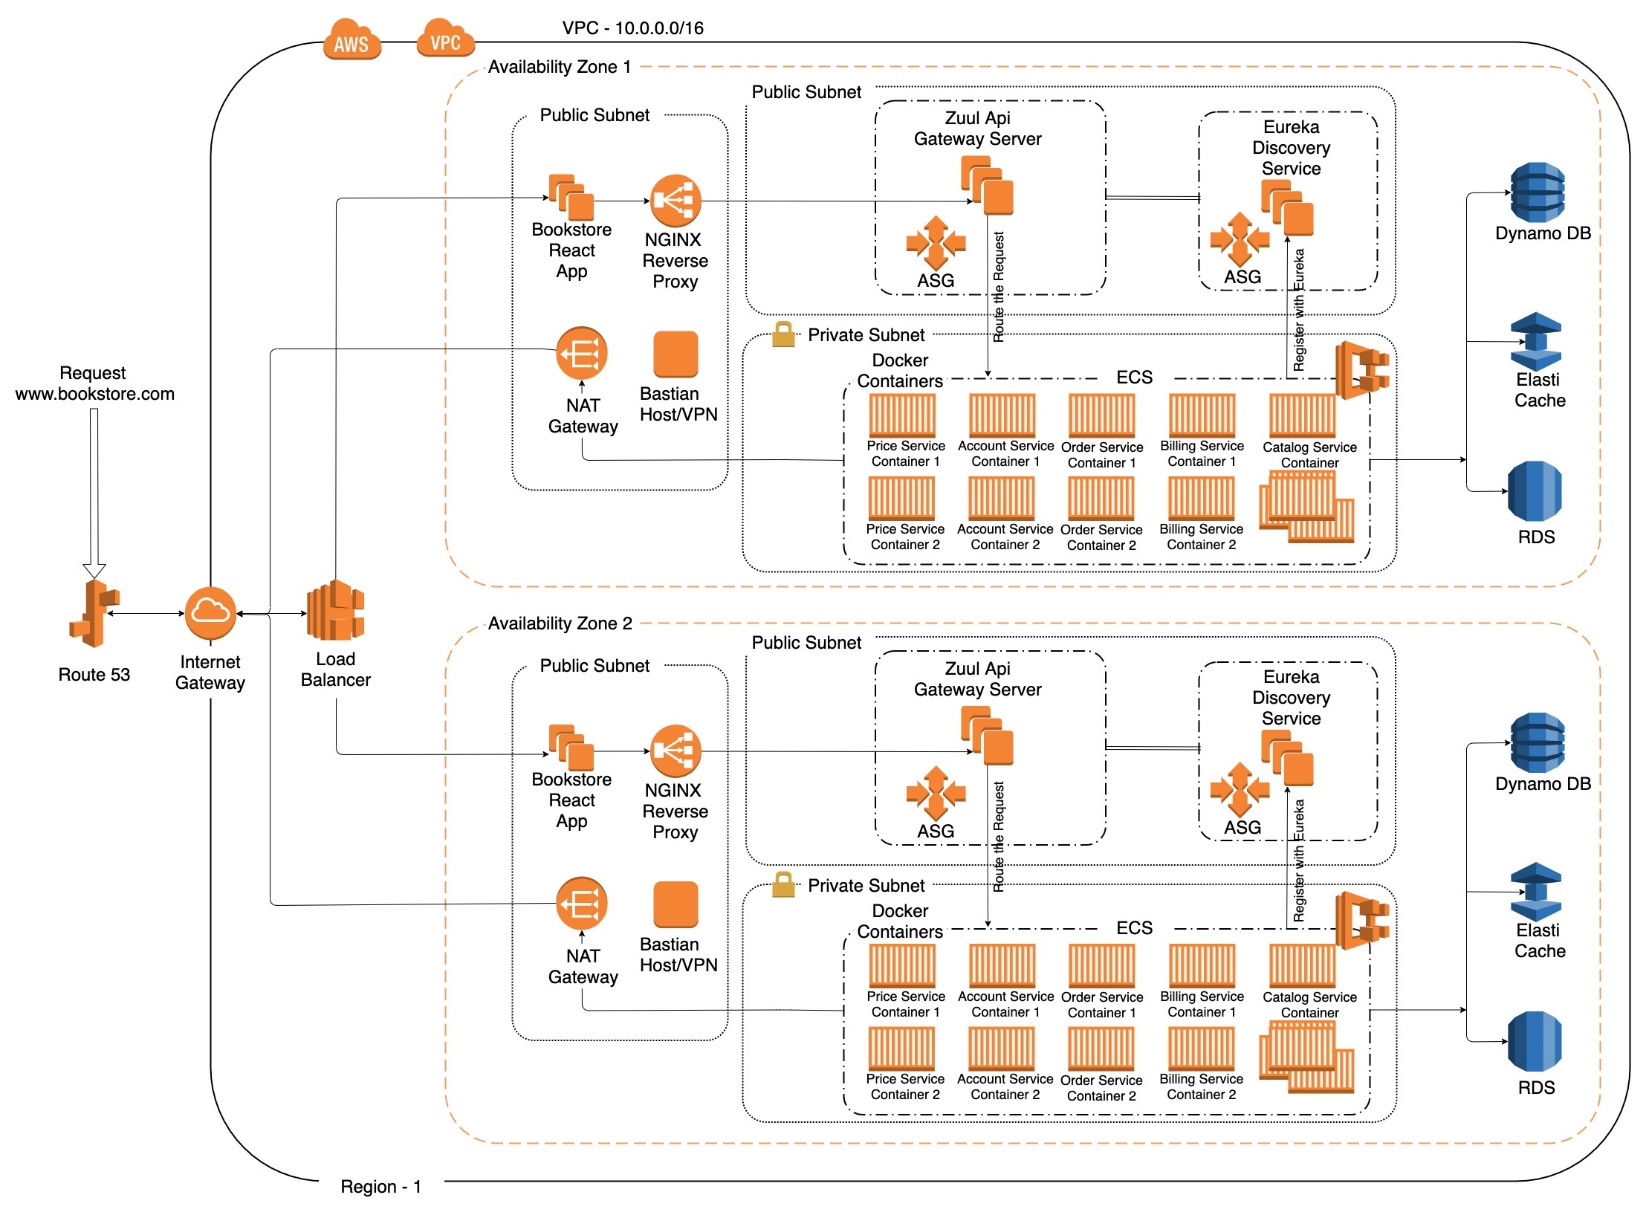 AWS
VPC
VPC - 10.0.0.0/16
Availability Zone 1
Public Subnet
Public Subnet
Zuul Api
Gateway Server
Eureka
Discovery
Service
Bookstore
React
App
NGINX
Reverse
Proxy
ASG
ASG
Route the Request
Register with Eureka
Dynamo DB
Private Subnet
NAT
Gateway
Bastian
Host/VPN
Docker
Containers
ECS
Elasti
Cache
Price Service
Container 1
Account Service
Container 1
Order Service
Container 1
Billing Service
Container 1
Catalog Service
Container
Price Service
Container 2
Account Service
Container 2
Order Service
Container 2
Billing Service
Container 2
RDS
Request
www.bookstore.com
Route 53
Internet
Gateway
Load
Balancer
Availability Zone 2
Public Subnet
Public Subnet
Zuul Api
Gateway Server
Eureka
Discovery
Service
Bookstore
React
App
NGINX
Reverse
Proxy
ASG
ASG
Route the Request
Register with Eureka
Dynamo DB
Private Subnet
NAT
Gateway
Bastian
Host/VPN
Docker
Containers
ECS
Elasti
Cache
Price Service
Container 1
Account Service
Container 1
Order Service
Container 1
Billing Service
Container 1
Catalog Service
Container
Price Service
Container 2
Account Service
Container 2
Order Service
Container 2
Billing Service
Container 2
RDS
Region - 1